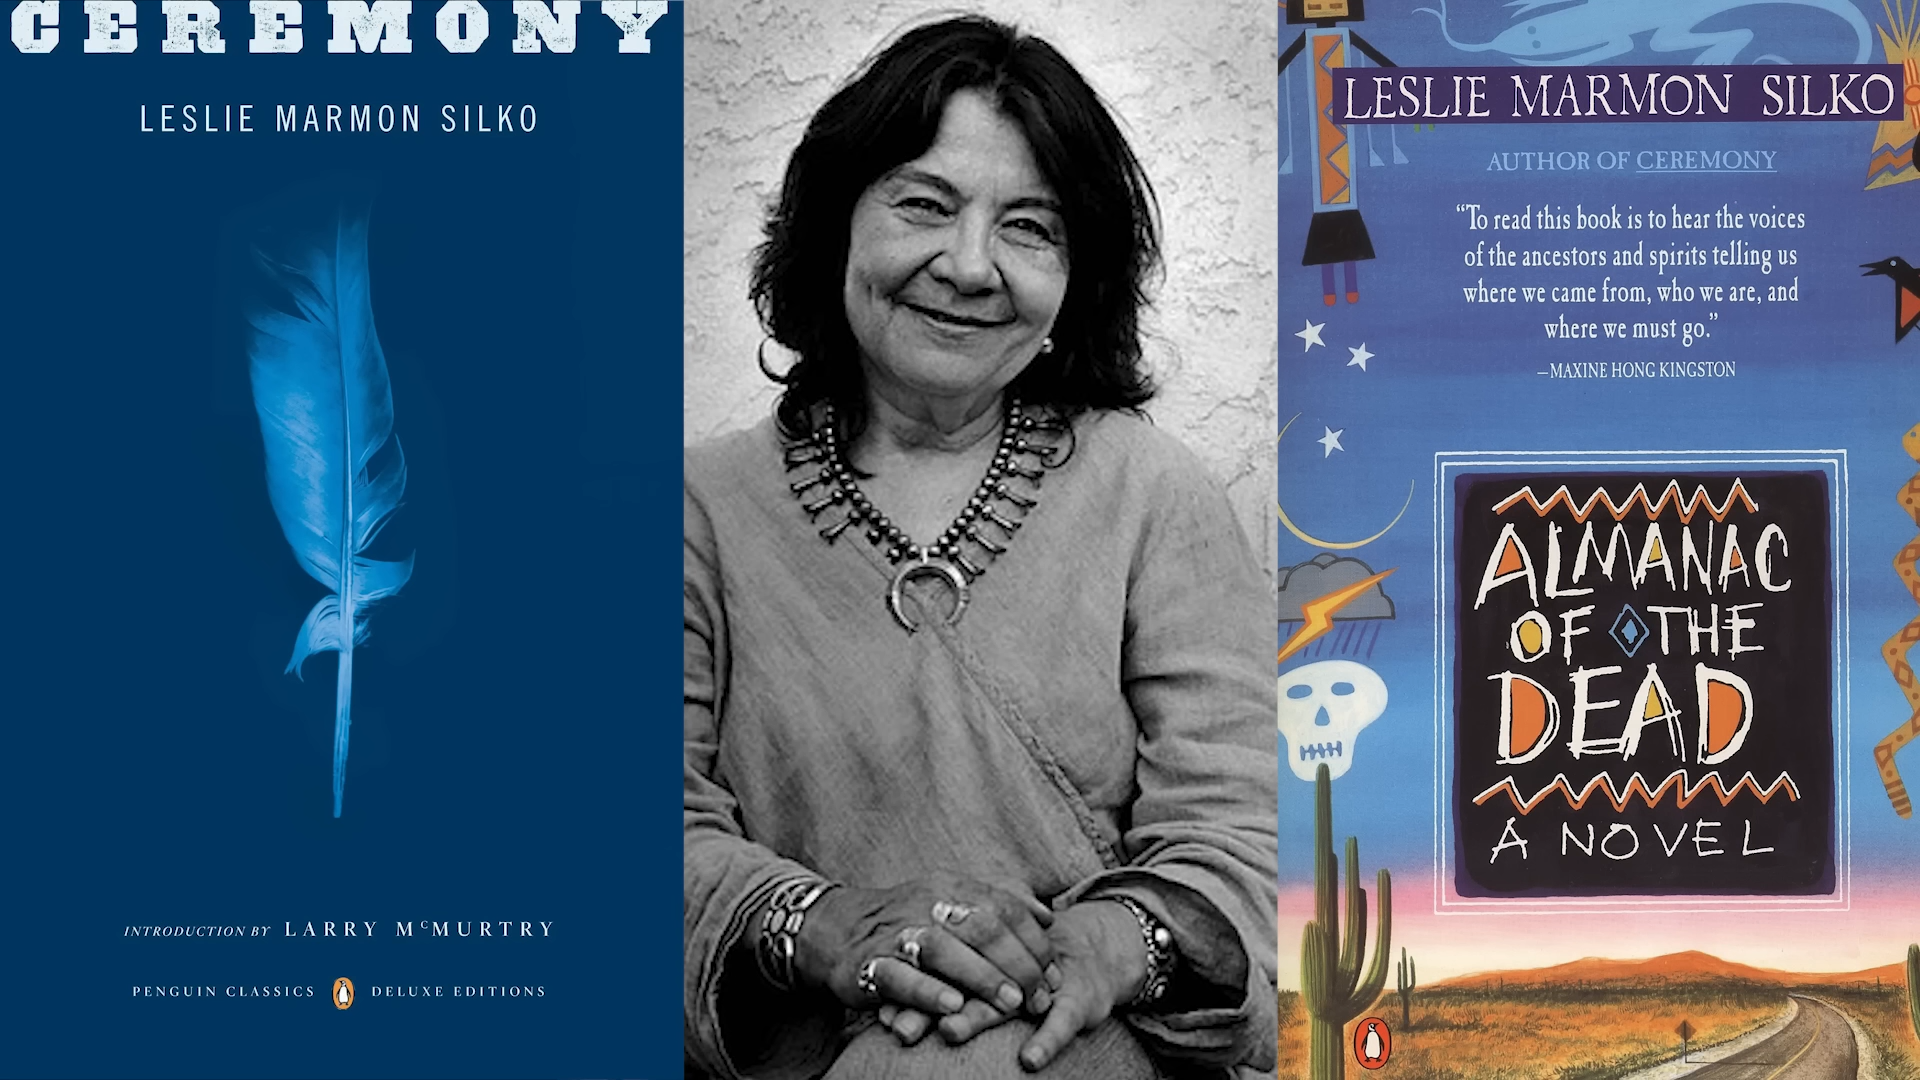 CEREMONY
LESLIE MARMON SILKO
INTRODUCTION BY LARRY McMURTRY
PENGUIN CLASSICS DELUXE EDITIONS
LESLIE MARMON SILKO
AUTHOR OF CEREMONY
“To read this book is to hear the voices
of the ancestors and spirits telling us
where we came from, who we are, and
where we must go.”
—MAXINE HONG KINGSTON
ALMANAC
OF THE
DEAD
A NOVEL